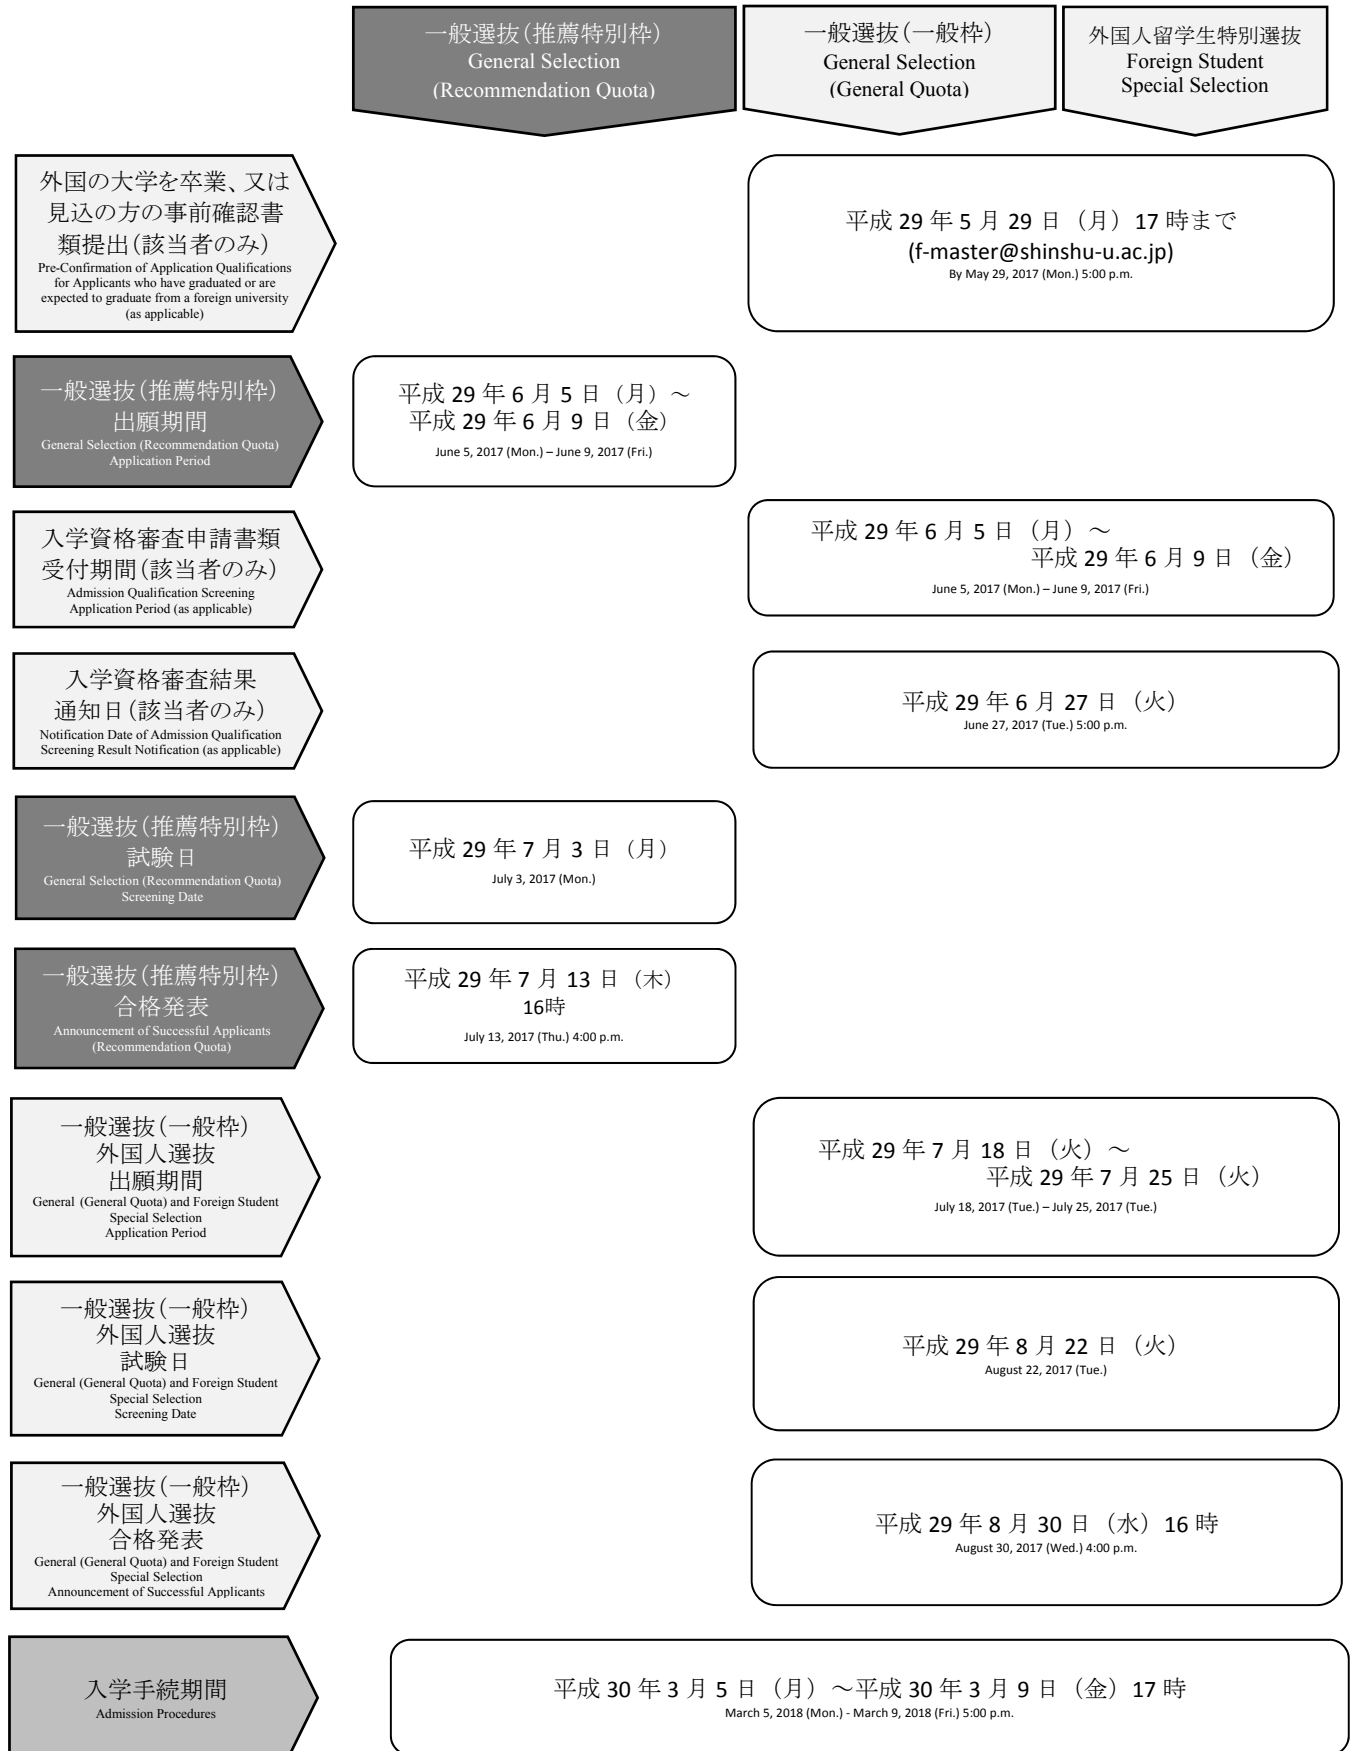 一般選抜(推薦特別枠)
General Selection
(Recommendation Quota)
一般選抜(一般枠)
General Selection
(General Quota)
外国人留学生特別選抜
Foreign Student
Special Selection
外国の大学を卒業、又は
見込の方の事前確認書
類提出(該当者のみ)
Pre-Confirmation of Application Qualifications
for Applicants who have graduated or are
expected to graduate from a foreign university
(as applicable)
平成 29 年 5 月 29 日（月）17 時まで
(f-master@shinshu-u.ac.jp)
By May 29, 2017 (Mon.) 5:00 p.m.
一般選抜(推薦特別枠)
出願期間
General Selection (Recommendation Quota)
Application Period
平成 29 年 6 月 5 日（月）～
平成 29 年 6 月 9 日（金）
June 5, 2017 (Mon.) – June 9, 2017 (Fri.)
入学資格審査申請書類
受付期間(該当者のみ)
Admission Qualification Screening
Application Period (as applicable)
平成 29 年 6 月 5 日（月）～
平成 29 年 6 月 9 日（金）
June 5, 2017 (Mon.) – June 9, 2017 (Fri.)
入学資格審査結果
通知日(該当者のみ)
Notification Date of Admission Qualification
Screening Result Notification (as applicable)
平成 29 年 6 月 27 日（火）
June 27, 2017 (Tue.) 5:00 p.m.
一般選抜(推薦特別枠)
試験日
General Selection (Recommendation Quota)
Screening Date
平成 29 年 7 月 3 日（月）
July 3, 2017 (Mon.)
一般選抜(推薦特別枠)
合格発表
Announcement of Successful Applicants
(Recommendation Quota)
平成 29 年 7 月 13 日（木）
16時
July 13, 2017 (Thu.) 4:00 p.m.
一般選抜(一般枠)
外国人選抜
出願期間
General (General Quota) and Foreign Student
Special Selection
Application Period
平成 29 年 7 月 18 日（火）～
平成 29 年 7 月 25 日（火）
July 18, 2017 (Tue.) – July 25, 2017 (Tue.)
一般選抜(一般枠)
外国人選抜
試験日
General (General Quota) and Foreign Student
Special Selection
Screening Date
平成 29 年 8 月 22 日（火）
August 22, 2017 (Tue.)
一般選抜(一般枠)
外国人選抜
合格発表
General (General Quota) and Foreign Student
Special Selection
Announcement of Successful Applicants
平成 29 年 8 月 30 日（水）16 時
August 30, 2017 (Wed.) 4:00 p.m.
入学手続期間
Admission Procedures
平成 30 年 3 月 5 日（月）～平成 30 年 3 月 9 日（金）17 時
March 5, 2018 (Mon.) - March 9, 2018 (Fri.) 5:00 p.m.